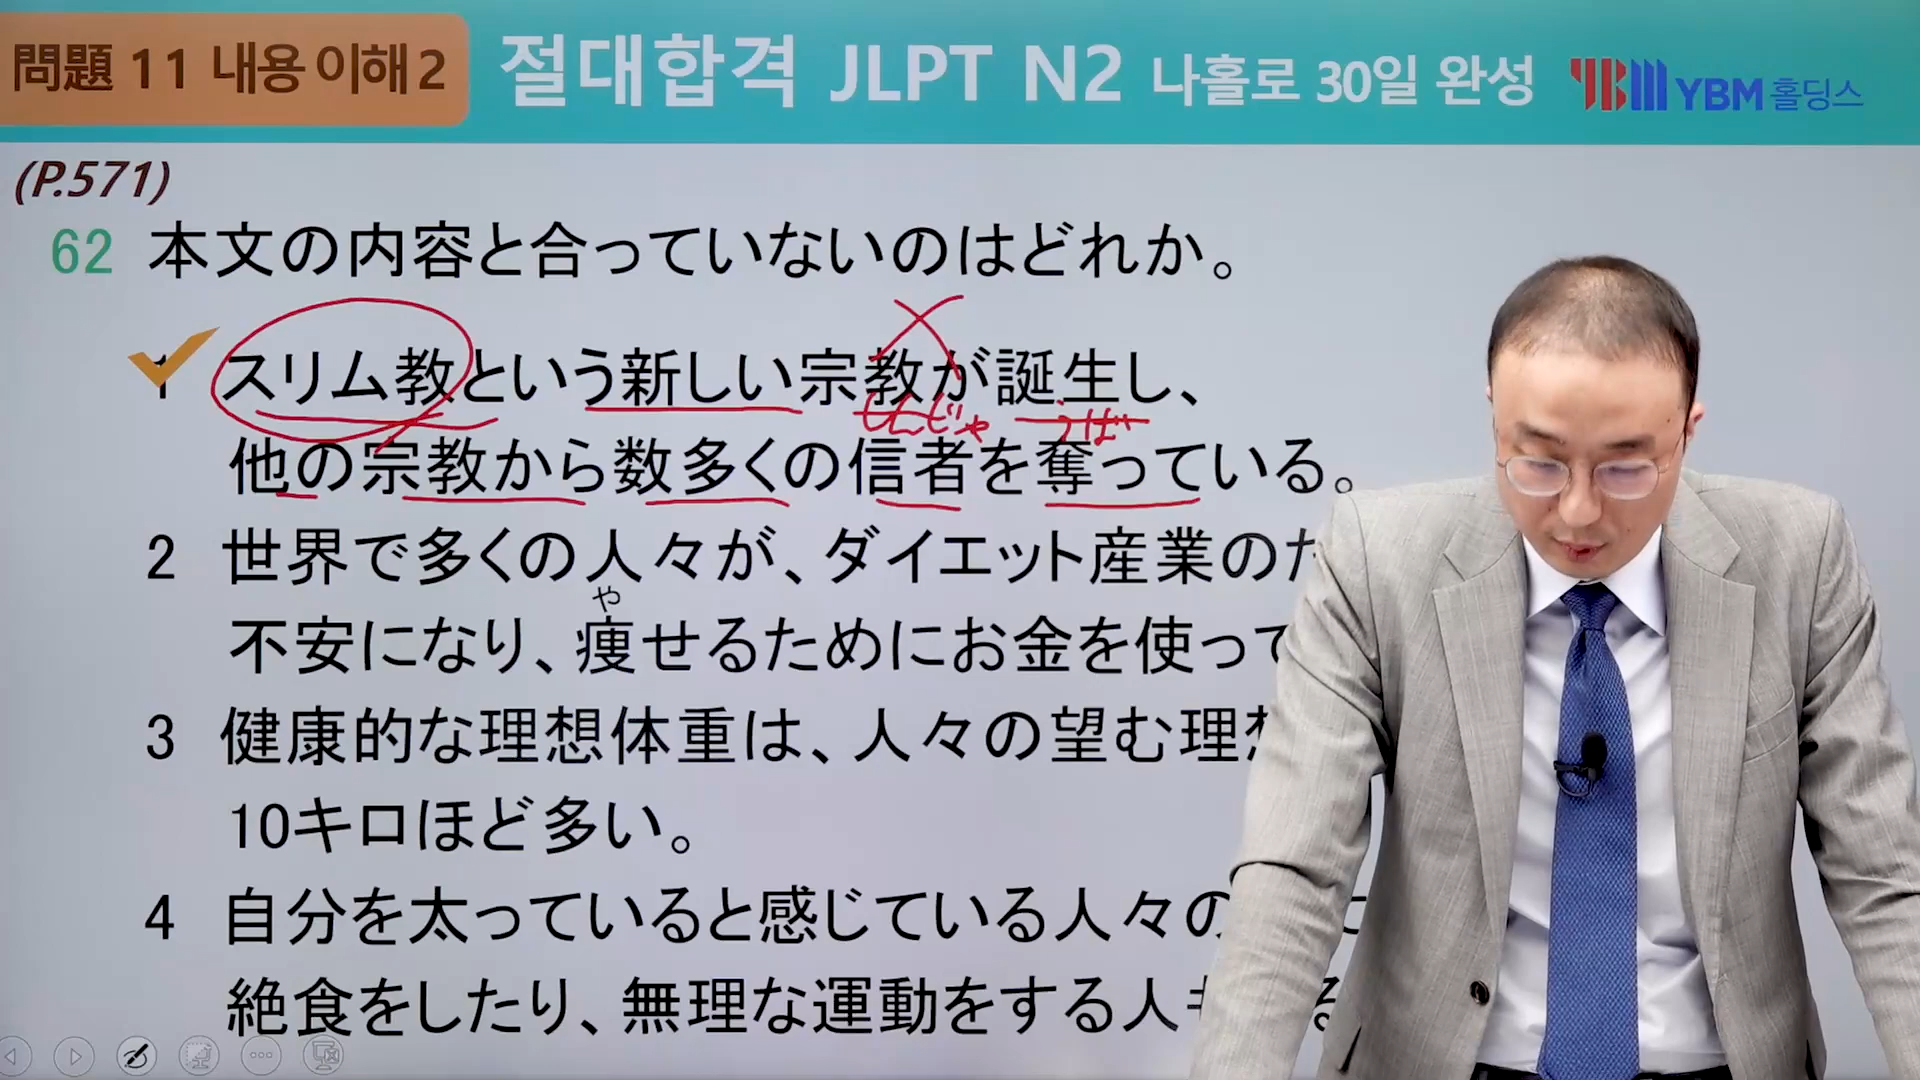 問題 11 내용 이해 2
절대합격 JLPT N2 나홀로 30일 완성
YBM 홀딩스
(P.571)
62 本文の内容と合っていないのはどれか。
1 スリム教という新しい宗教が誕生し、
しんじゃ うば
他の宗教から数多くの信者を奪っている。
2 世界で多くの人々が、ダイエット産業の
や
不安になり、痩せるためにお金を使って
3 健康的な理想体重は、人々の望む理
10キロほど多い。
4 自分を太っていると感じている人々の
絶食をしたり、無理な運動をする人